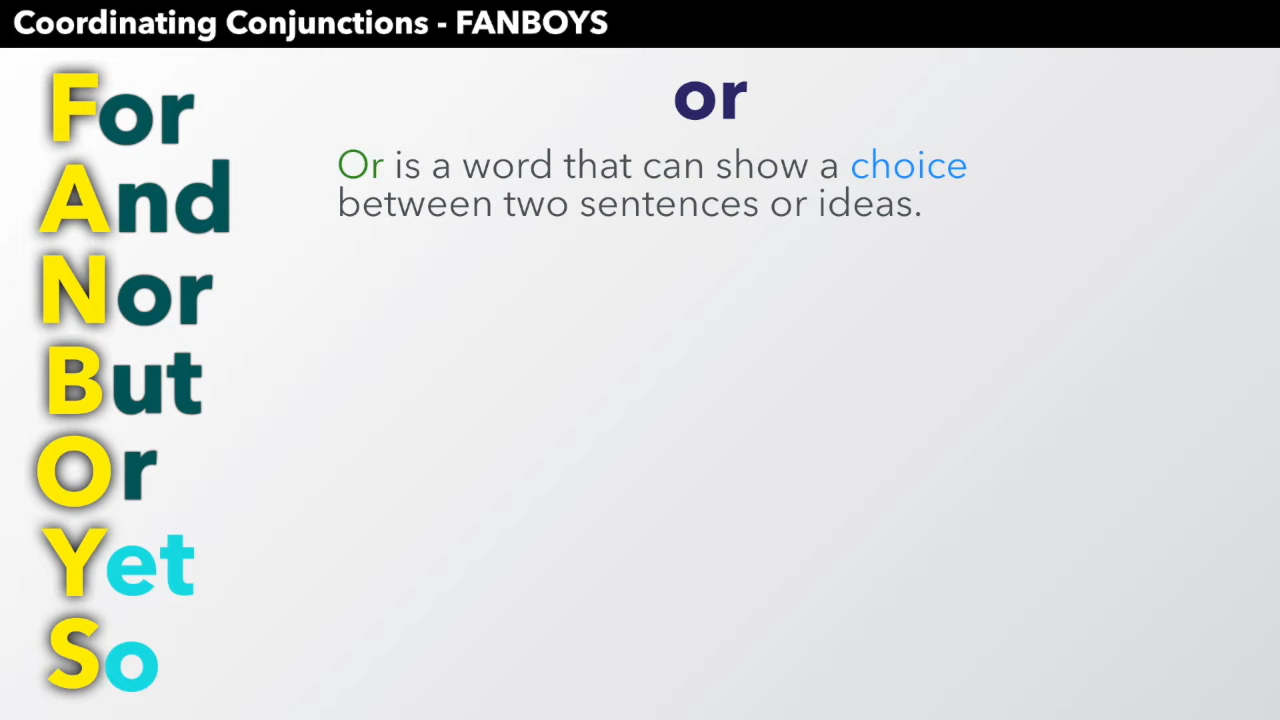 Coordinating Conjunctions - FANBOYS
For
And
Nor
But
Or
Yet
So
or
Or is a word that can show a choice
between two sentences or ideas.